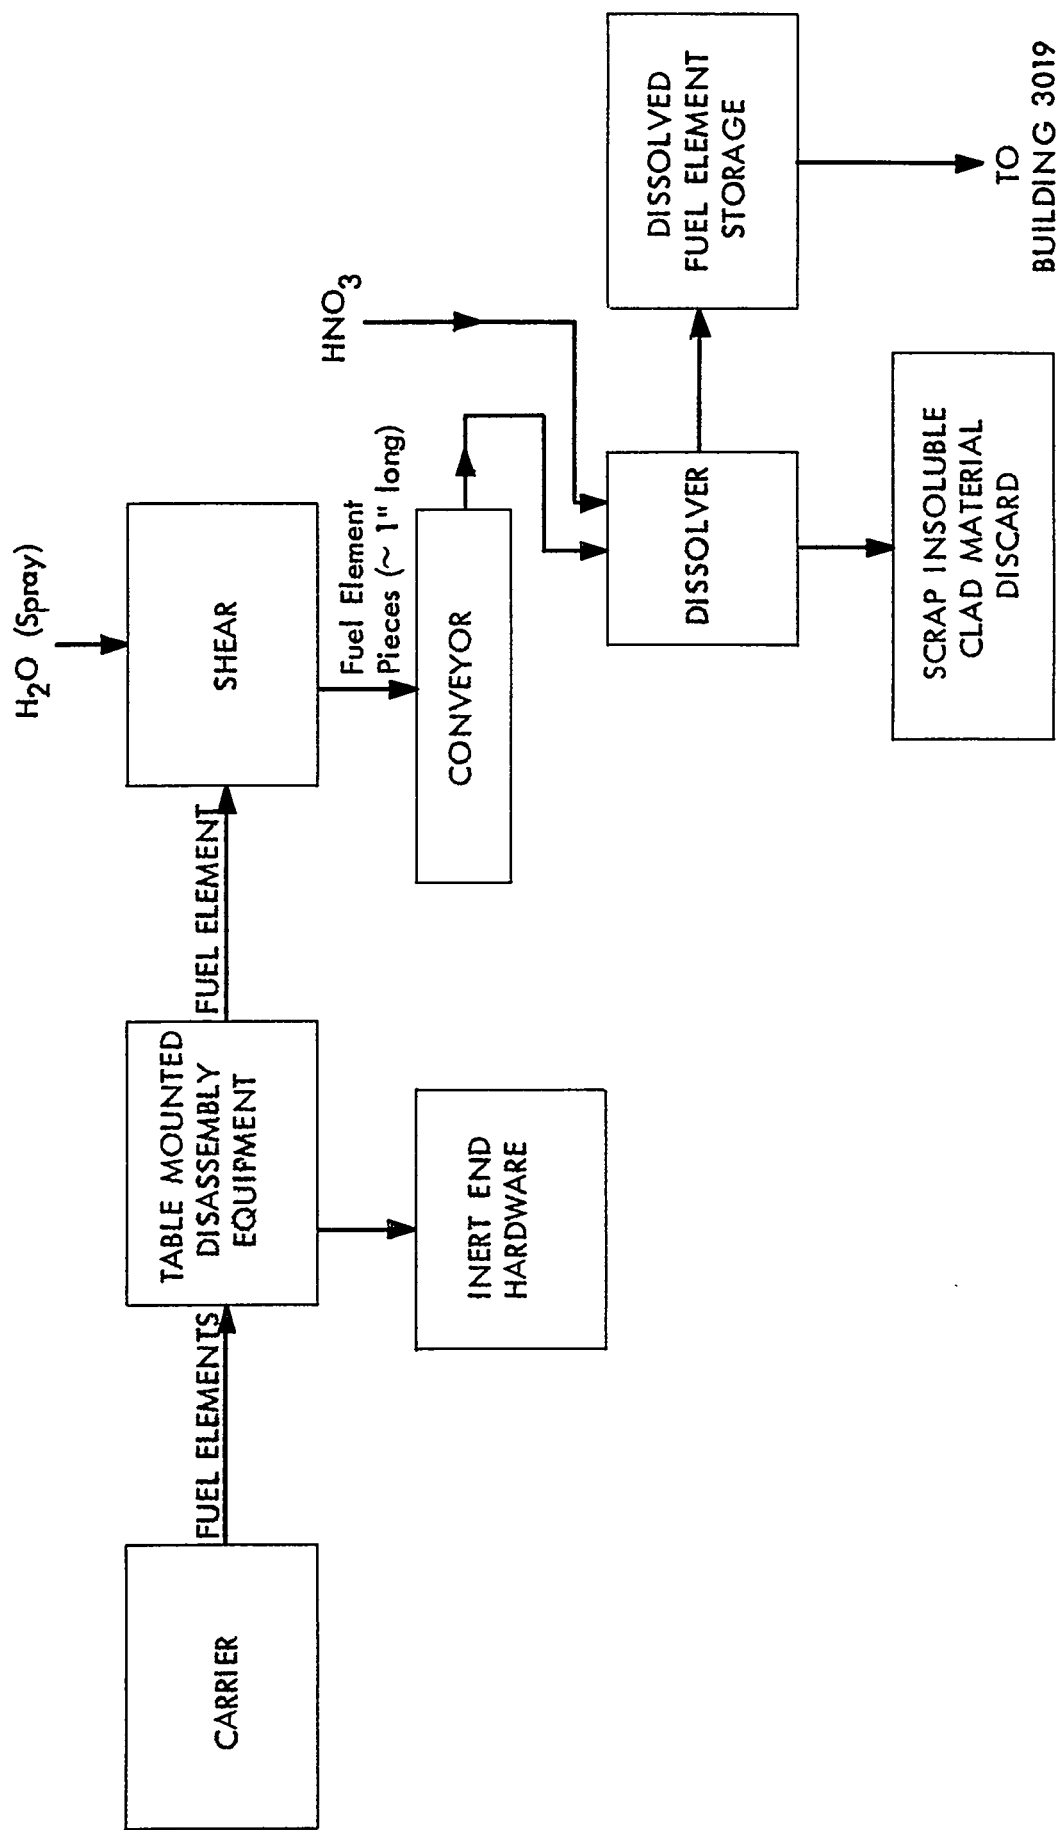 CARRIER
FUEL ELEMENTS
TABLE MOUNTED
DISASSEMBLY
EQUIPMENT
INERT END
HARDWARE
FUEL ELEMENT
H₂O (Spray)
SHEAR
Fuel Element
Pieces (~ 1" long)
CONVEYOR
HNO₃
DISSOLVER
SCRAP INSOLUBLE
CLAD MATERIAL
DISCARD
DISSOLVED
FUEL ELEMENT
STORAGE
TO
BUILDING 3019